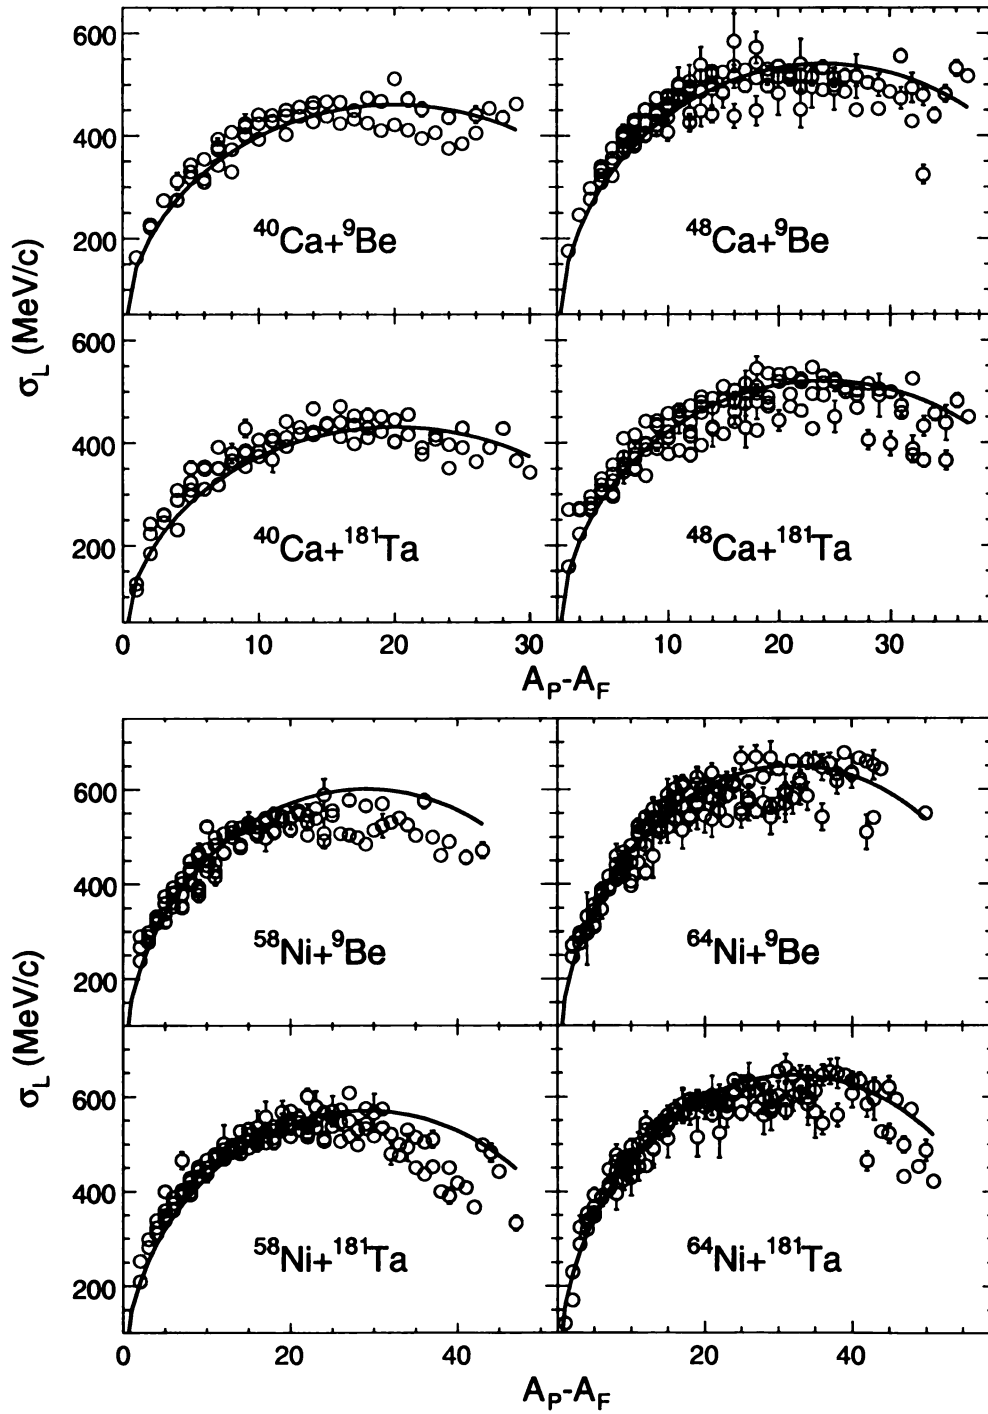 600
400
200
σL (MeV/c)
⁴⁰Ca+⁹Be
⁴⁸Ca+⁹Be
600
400
200
⁴⁰Ca+¹⁸¹Ta
⁴⁸Ca+¹⁸¹Ta
0 10 20 30 10 20 30
AP-AF
600
400
200
σL (MeV/c)
⁵⁸Ni+⁹Be
⁶⁴Ni+⁹Be
600
400
200
⁵⁸Ni+¹⁸¹Ta
⁶⁴Ni+¹⁸¹Ta
0 20 40 20 40
AP-AF